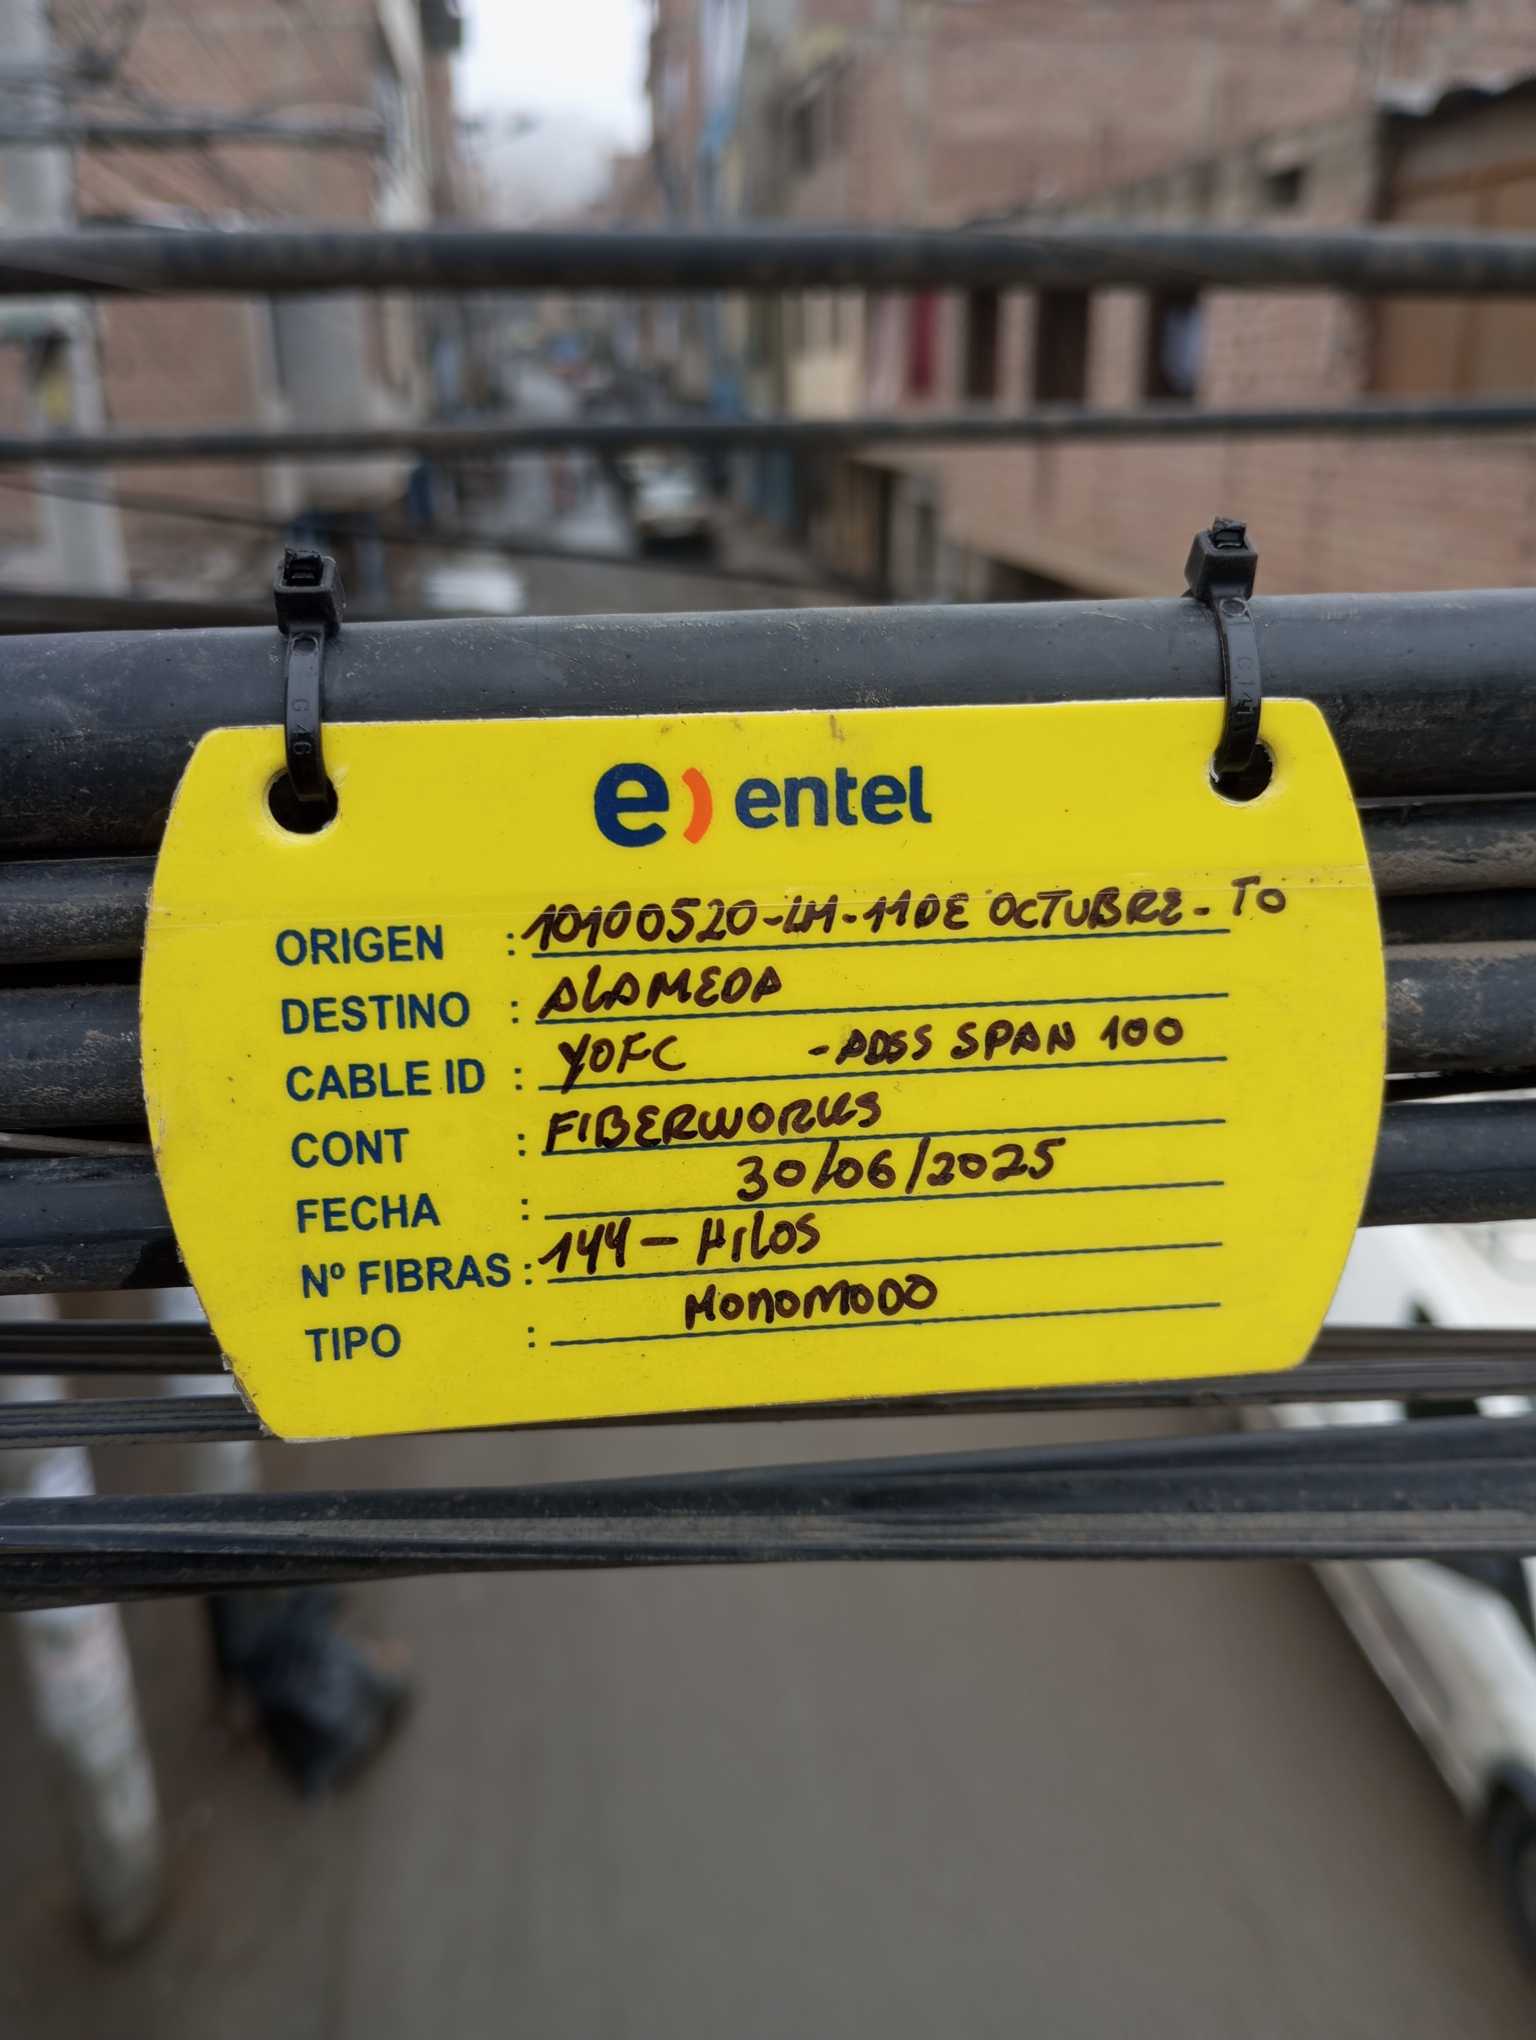 e) entel
ORIGEN : 10100520-LM-11DE OCTUBRE-TO
DESTINO : ALAMEDA
CABLE ID : YOFC -ADSS SPAN 100
CONT : FIBERWORKS
FECHA : 30/06/2025
Nº FIBRAS : 144-Hilos
TIPO : MONOMODO